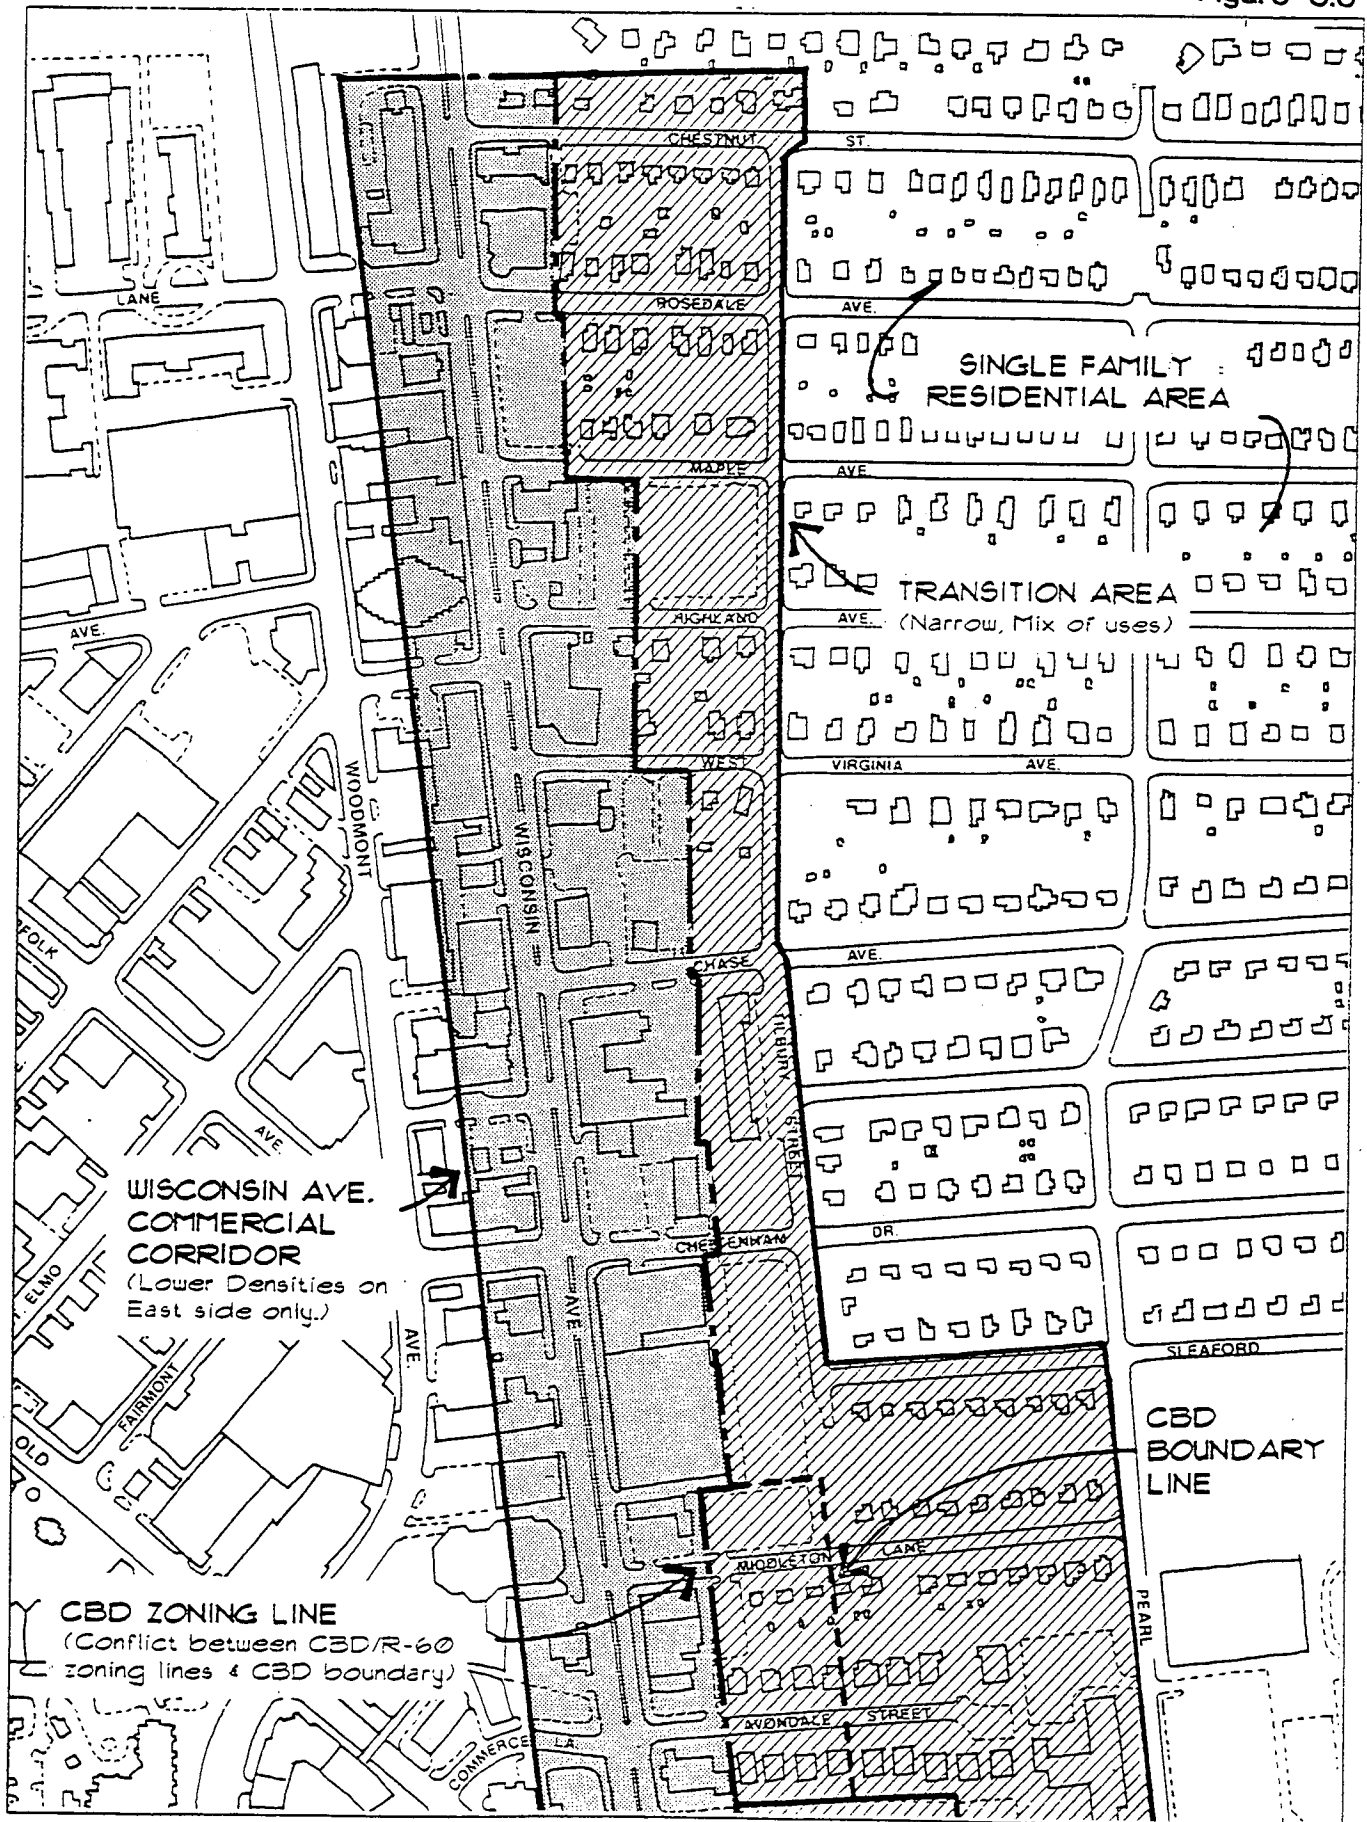 CHESTNUT ST.
LANE
ROSEDALE AVE.
SINGLE FAMILY
RESIDENTIAL AREA
MAPLE AVE.
TRANSITION AREA
(Narrow, Mix of uses)
HIGHLAND AVE.
AVE.
WOODMONT
WEST VIRGINIA AVE.
WISCONSIN
FOLK
CHASE AVE.
TILBURY
STREET
AVE.
WISCONSIN AVE.
COMMERCIAL
CORRIDOR
(Lower Densities on
East side only.)
CHELTENHAM DR.
ELMO
AVE
AVE.
SLEAFORD
FAIRMONT
OLD
CBD
BOUNDARY
LINE
MIDDLETON LANE
PEARL
CBD ZONING LINE
(Conflict between CBD/R-60
zoning lines & CBD boundary)
AVONDALE STREET
COMMERCE LA.